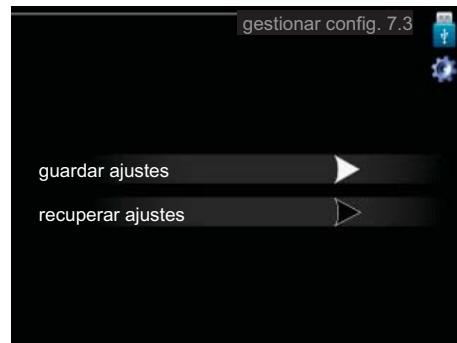 gestionar config. 7.3
guardar ajustes
recuperar ajustes